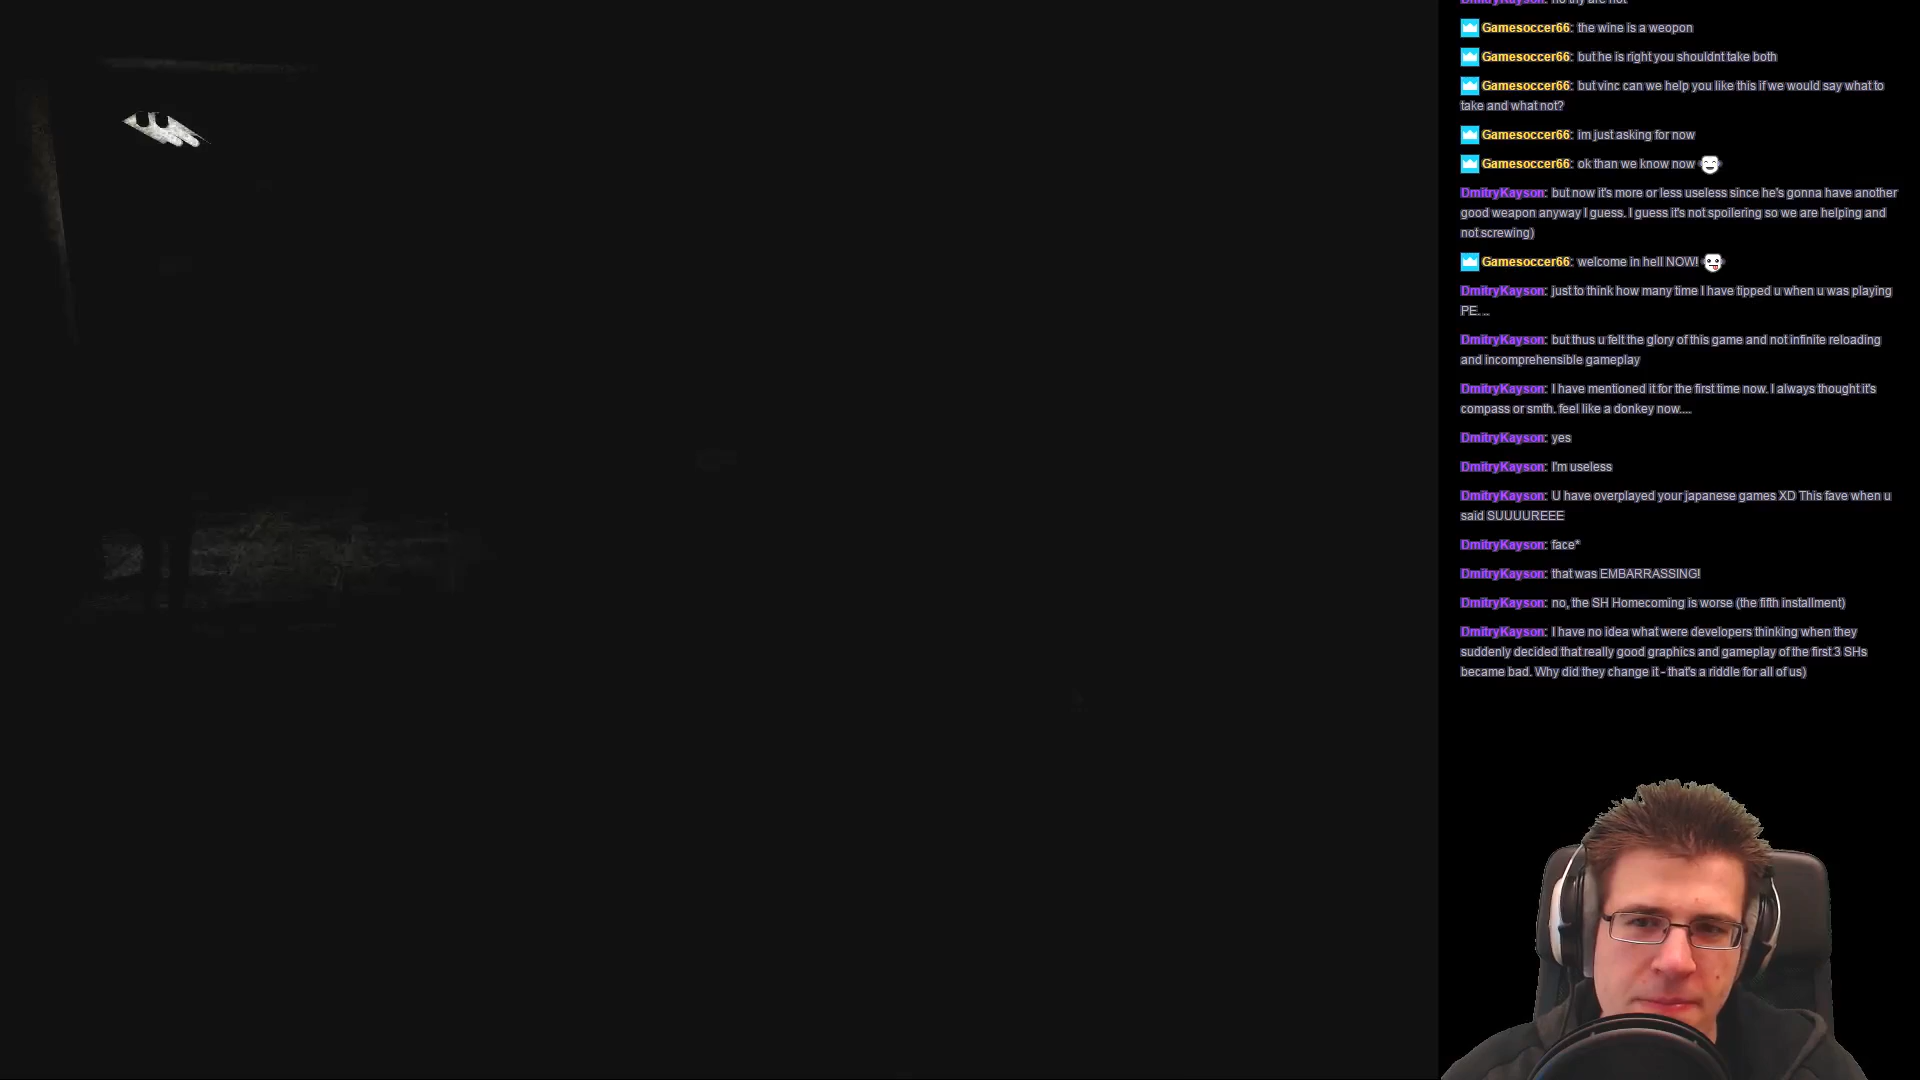 Gamesoccer66: the wine is a weopon
Gamesoccer66: but he is right you shouldnt take both
Gamesoccer66: but vinc can we help you like this if we would say what to
take and what not?
Gamesoccer66: im just asking for now
Gamesoccer66: ok than we know now
DmitryKayson: but now it's more or less useless since he's gonna have another
good weapon anyway I guess. I guess it's not spoilering so we are helping and
not screwing)
Gamesoccer66: welcome in hell NOW!
DmitryKayson: just to think how many time I have tipped u when u was playing
PE....
DmitryKayson: but thus u felt the glory of this game and not infinite reloading
and incomprehensible gameplay
DmitryKayson: I have mentioned it for the first time now. I always thought it's
compass or smth. feel like a donkey now....
DmitryKayson: yes
DmitryKayson: I'm useless
DmitryKayson: U have overplayed your japanese games XD This fave when u
said SUUUUREEE
DmitryKayson: face*
DmitryKayson: that was EMBARRASSING!
DmitryKayson: no, the SH Homecoming is worse (the fifth installment)
DmitryKayson: I have no idea what were developers thinking when they
suddenly decided that really good graphics and gameplay of the first 3 SHs
became bad. Why did they change it - that's a riddle for all of us)